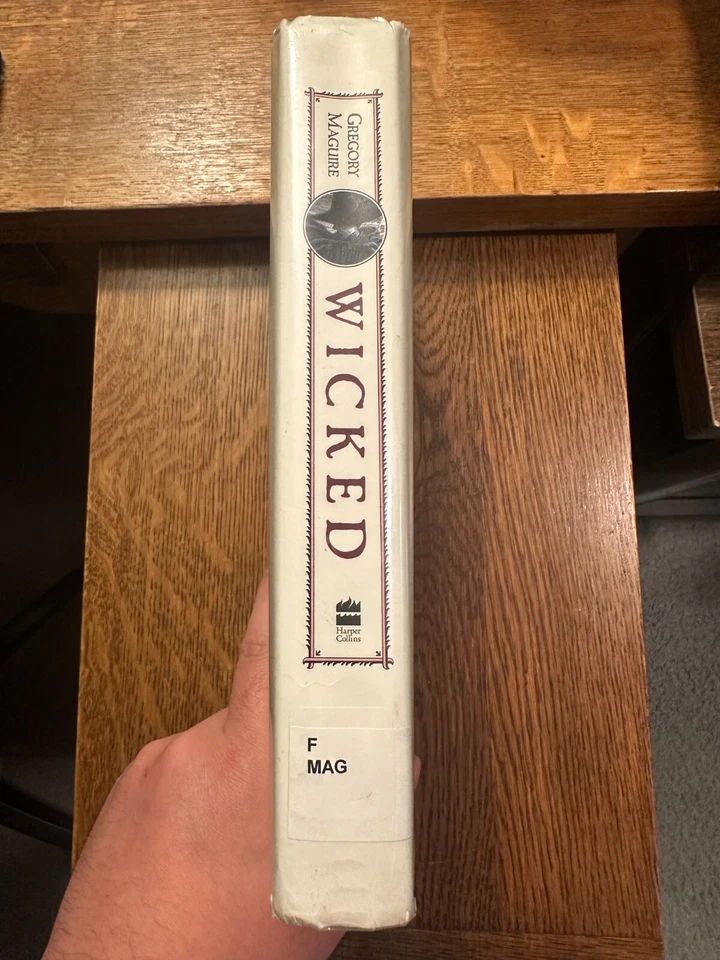 GREGORY
MAGUIRE
WICKED
Harper
Collins
F
MAG